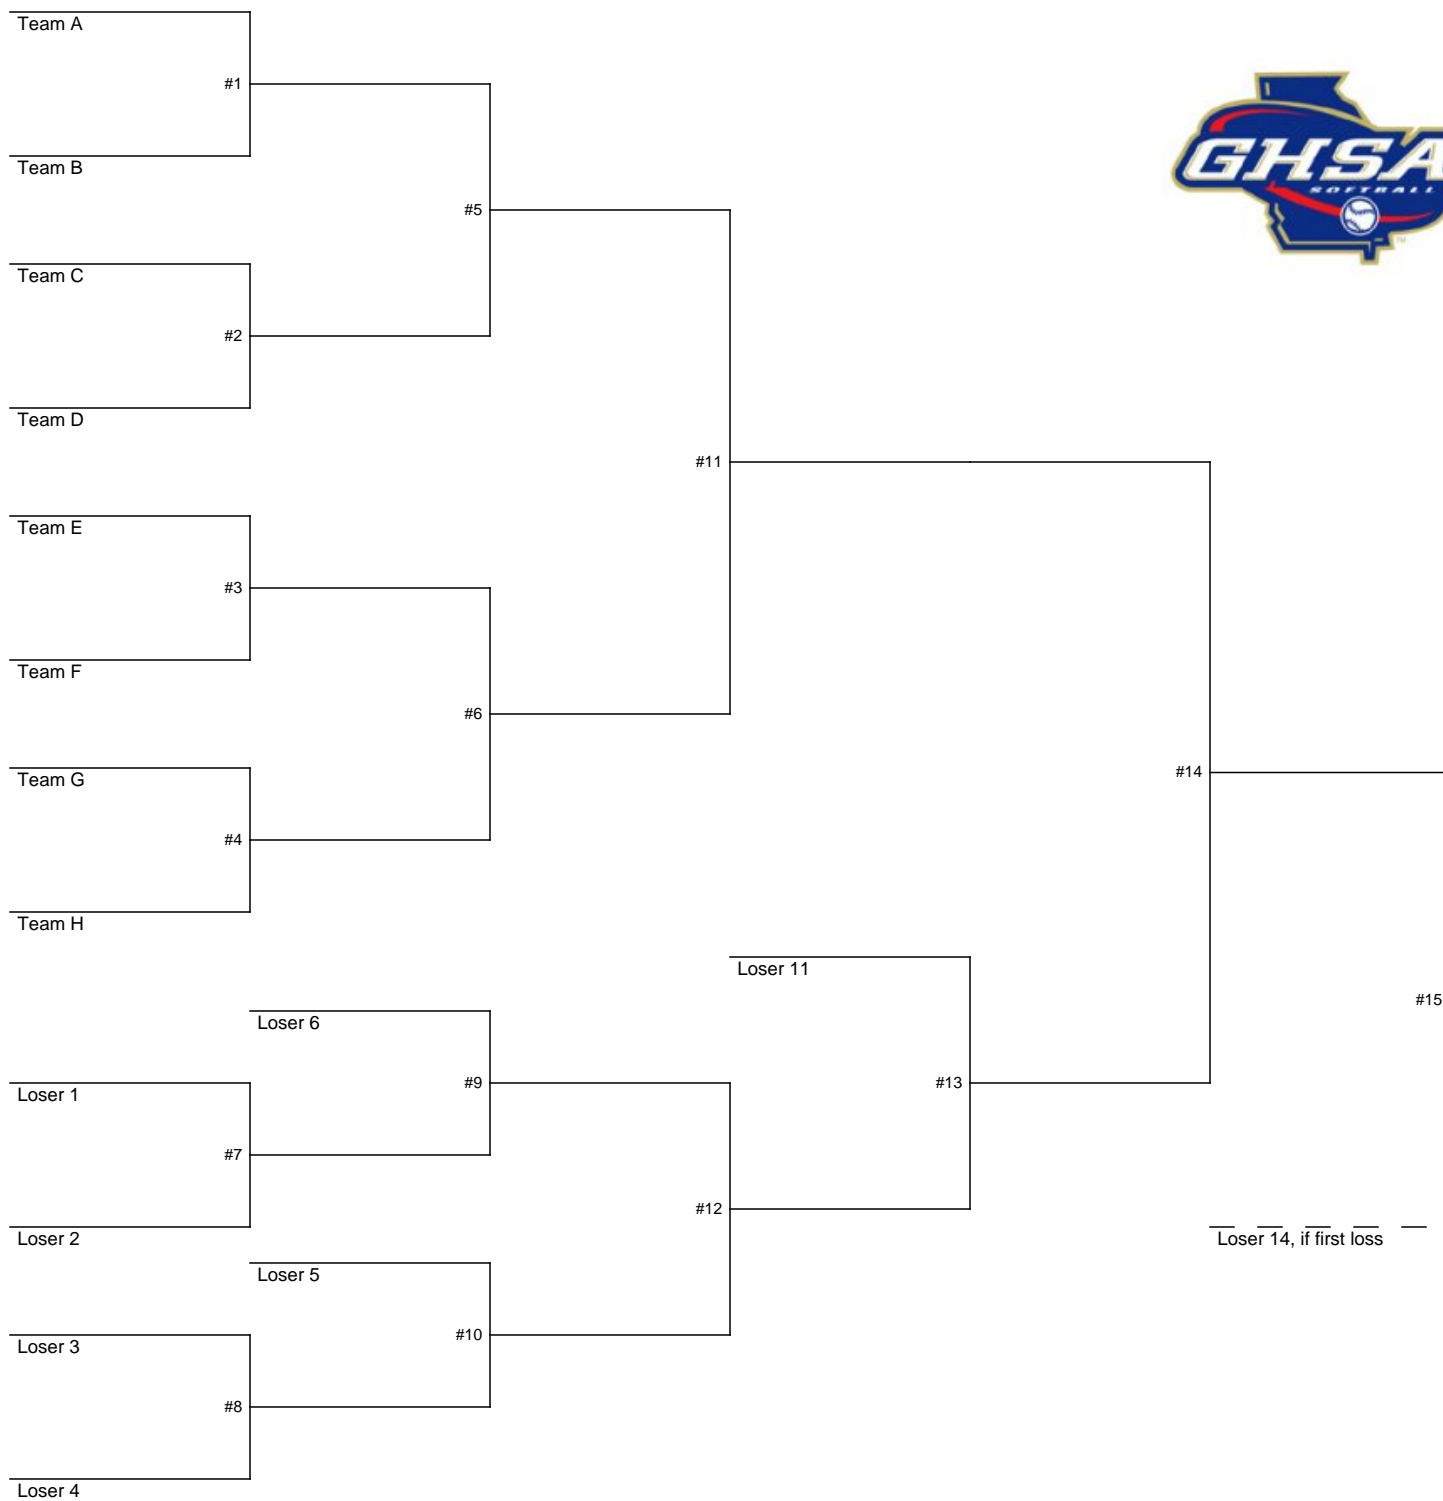 Team A
#1
Team B
#5
Team C
#2
Team D
#11
Team E
#3
Team F
#6
Team G
#4
Team H
#14
GHSA
SOFTBALL
TM
Loser 11
Loser 6
#15
Loser 1
#9
#13
#7
#12
Loser 2
Loser 14, if first loss
Loser 5
Loser 3
#10
#8
Loser 4